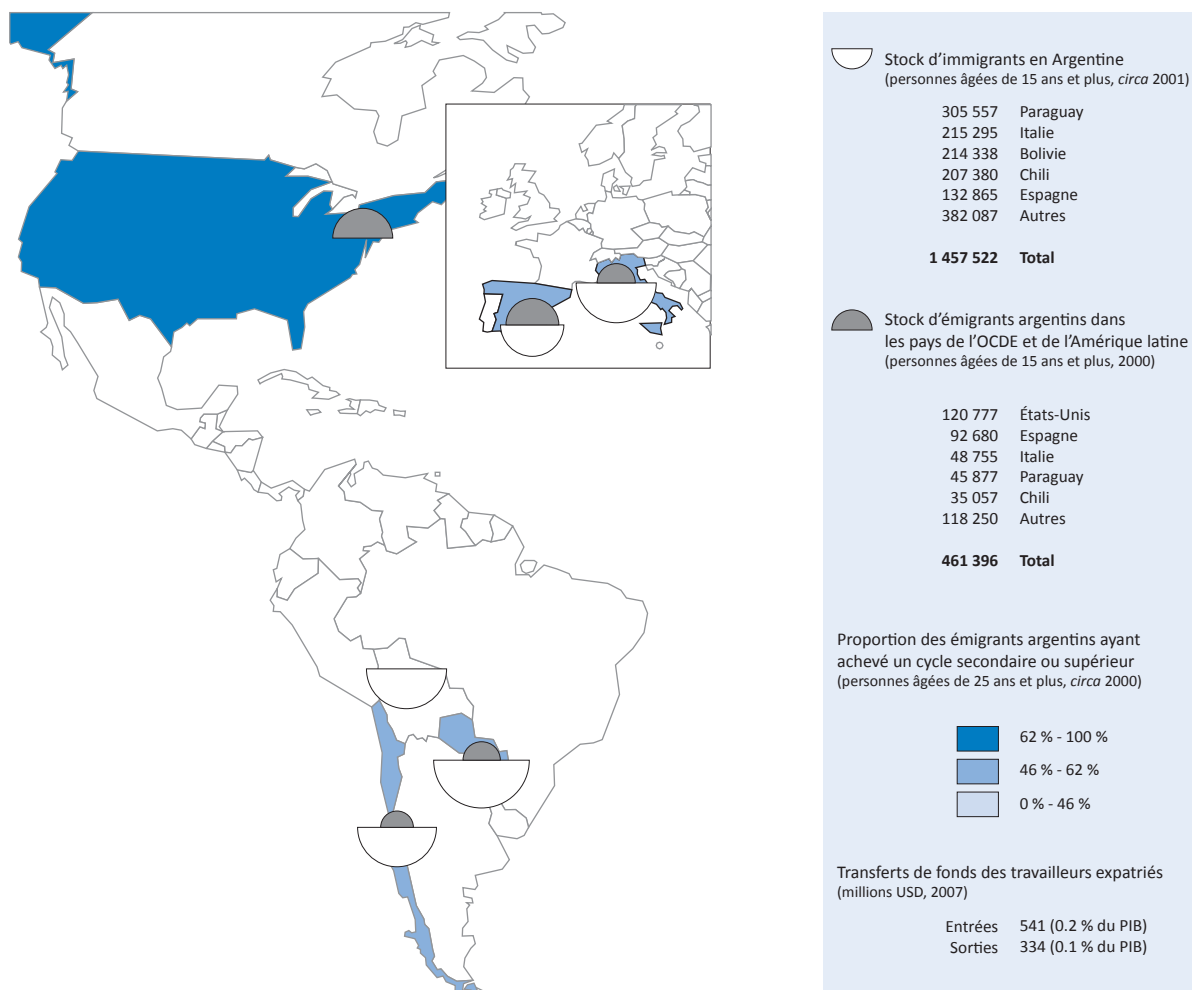 Stock d'immigrants en Argentine
(personnes âgées de 15 ans et plus, circa 2001)
305 557 Paraguay
215 295 Italie
214 338 Bolivie
207 380 Chili
132 865 Espagne
382 087 Autres
1 457 522 Total
Stock d'émigrants argentins dans
les pays de l'OCDE et de l'Amérique latine
(personnes âgées de 15 ans et plus, 2000)
120 777 États-Unis
92 680 Espagne
48 755 Italie
45 877 Paraguay
35 057 Chili
118 250 Autres
461 396 Total
Proportion des émigrants argentins ayant
achevé un cycle secondaire ou supérieur
(personnes âgées de 25 ans et plus, circa 2000)
62 % - 100 %
46 % - 62 %
0 % - 46 %
Transferts de fonds des travailleurs expatriés
(millions USD, 2007)
Entrées 541 (0.2 % du PIB)
Sorties 334 (0.1 % du PIB)